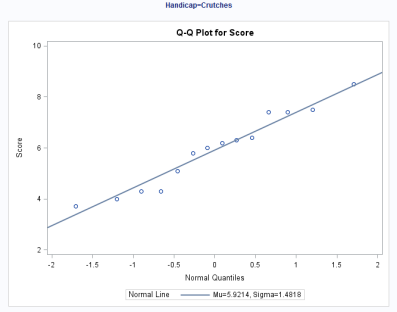 Handicap=Crutches
Q-Q Plot for Score
10
8
6
4
2
Score
-2 -1.5 -1 -0.5 0 0.5 1 1.5 2
Normal Quantiles
Normal Line Mu=5.9214, Sigma=1.4818